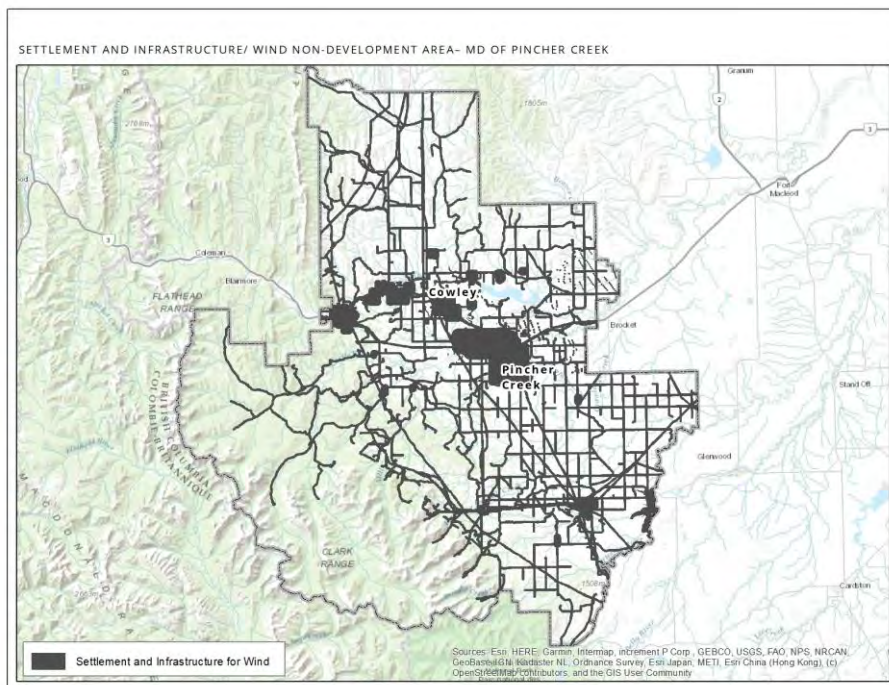 SETTLEMENT AND INFRASTRUCTURE/ WIND NON-DEVELOPMENT AREA– MD OF PINCHER CREEK
Granum
2
3
Fort
Macleod
3
Coleman
Blairmore
FLATHEAD
RANGE
Cowley
Brocket
Pincher
Creek
Stand Off
BRITISH COLUMBIA
COLOMBIE-BRITANNIQUE
Glenwood
CLARK
RANGE
Cardston
Settlement and Infrastructure for Wind
Sources: Esri, HERE, Garmin, Intermap, increment P Corp., GEBCO, USGS, FAO, NPS, NRCAN,
GeoBase, IGN, Kadaster NL, Ordnance Survey, Esri Japan, METI, Esri China (Hong Kong), (c)
OpenStreetMap contributors, and the GIS User Community